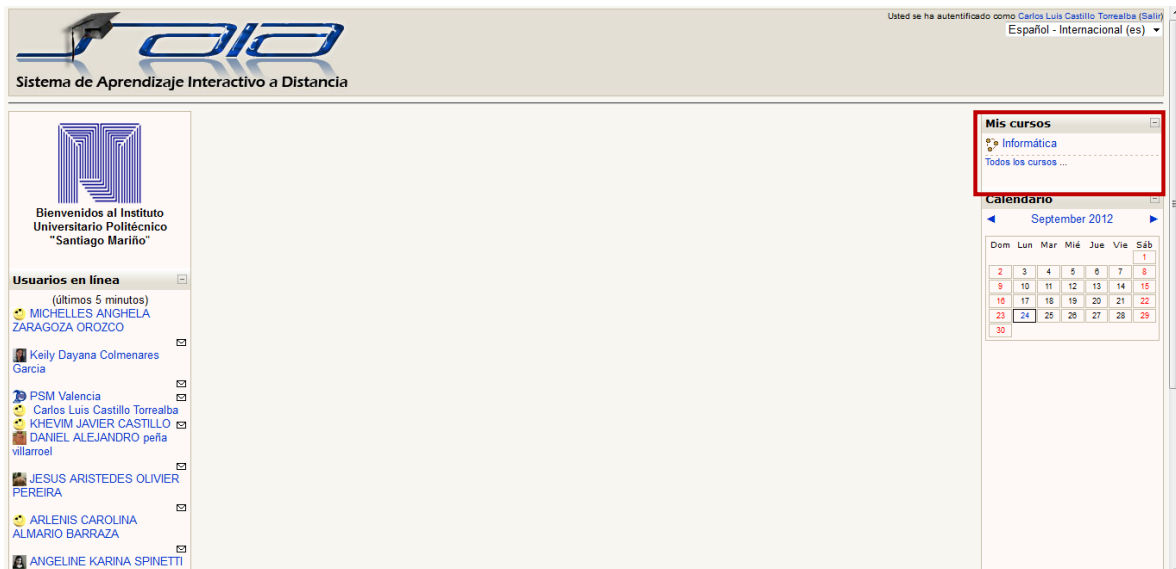 Usted se ha autentificado como Carlos Luis Castillo Torrealba (Salir)
Español - Internacional (es)
saia
Sistema de Aprendizaje Interactivo a Distancia
Bienvenidos al Instituto
Universitario Politécnico
"Santiago Mariño"
Usuarios en línea
(últimos 5 minutos)
MICHELLES ANGHELA
ZARAGOZA OROZCO
Keily Dayana Colmenares
Garcia
PSM Valencia
Carlos Luis Castillo Torrealba
KHEVIM JAVIER CASTILLO
DANIEL ALEJANDRO peña
villarroel
JESUS ARISTEDES OLIVIER
PEREIRA
ARLENIS CAROLINA
ALMARIO BARRAZA
ANGELINE KARINA SPINETTI
Mis cursos
Informática
Todos los cursos ...
Calendario
◄ September 2012 ►
Dom Lun Mar Mié Jue Vie Sáb
1
2 3 4 5 6 7 8
9 10 11 12 13 14 15
16 17 18 19 20 21 22
23 24 25 26 27 28 29
30